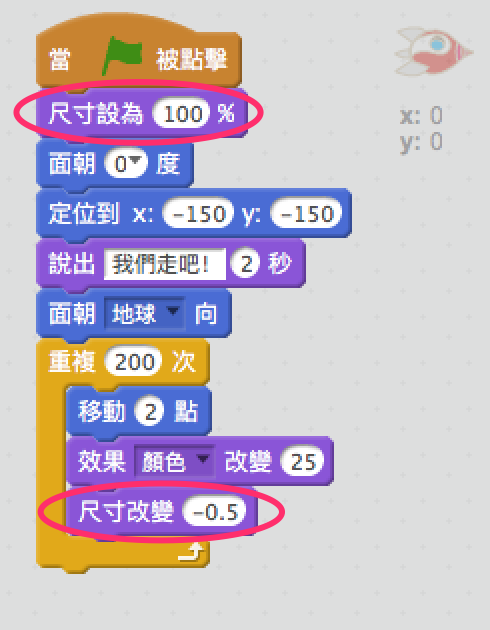 當 被點擊
尺寸設為 100 %
面朝 0 度
定位到 x: -150 y: -150
說出 我們走吧! 2 秒
面朝 地球 向
重複 200 次
移動 2 點
效果 顏色 改變 25
尺寸改變 -0.5
x: 0
y: 0